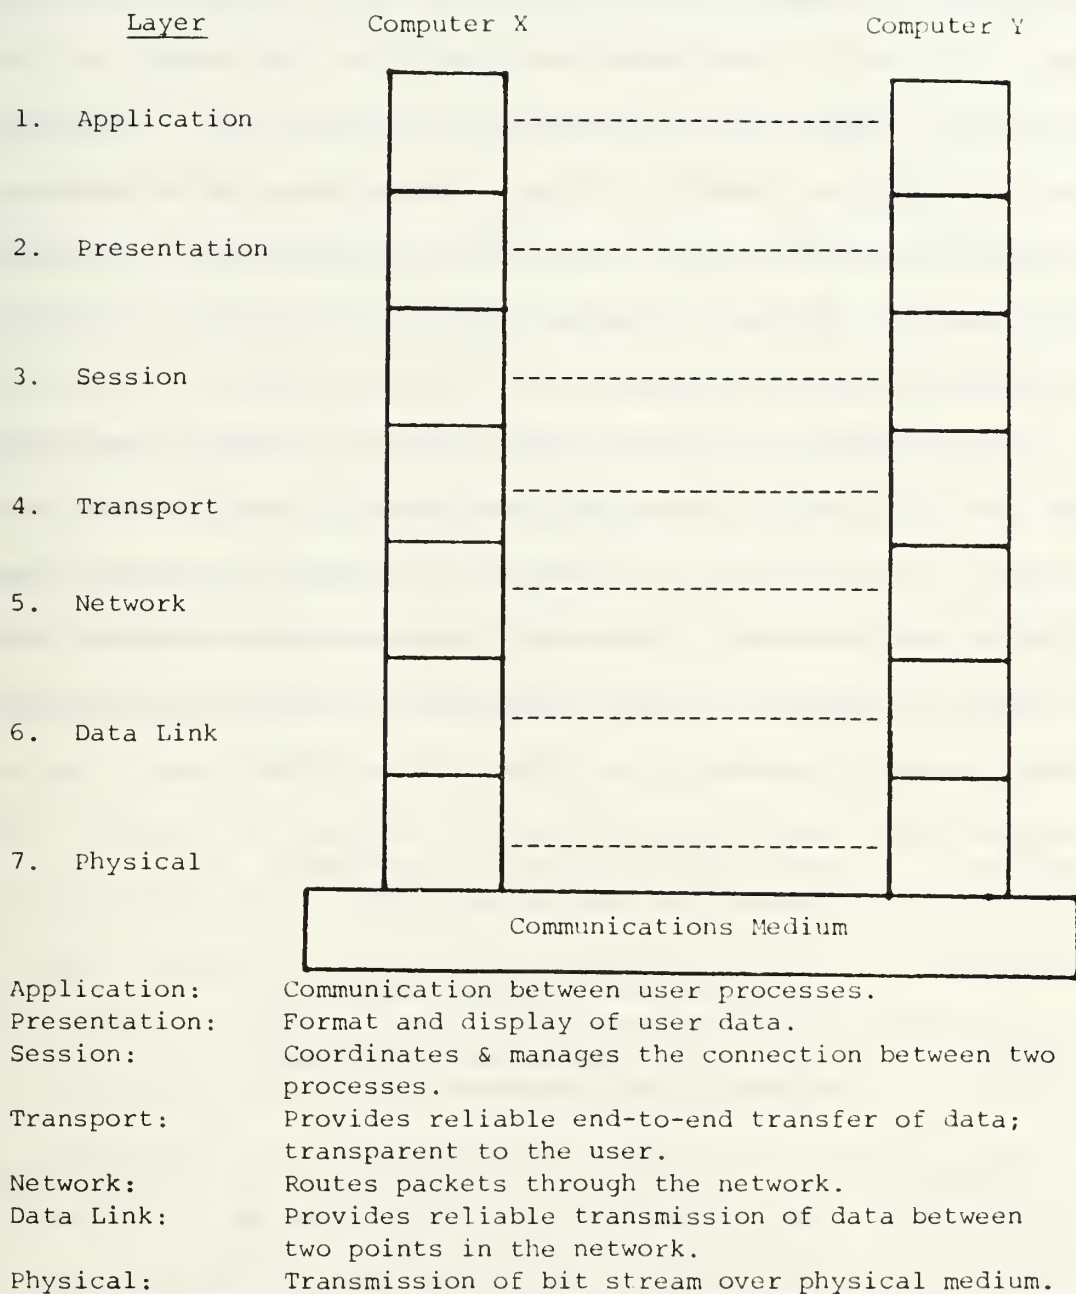 Layer Computer X Computer Y
1. Application
2. Presentation
3. Session
4. Transport
5. Network
6. Data Link
7. Physical
Communications Medium
Application: Communication between user processes.
Presentation: Format and display of user data.
Session: Coordinates & manages the connection between two
processes.
Transport: Provides reliable end-to-end transfer of data;
transparent to the user.
Network: Routes packets through the network.
Data Link: Provides reliable transmission of data between
two points in the network.
Physical: Transmission of bit stream over physical medium.